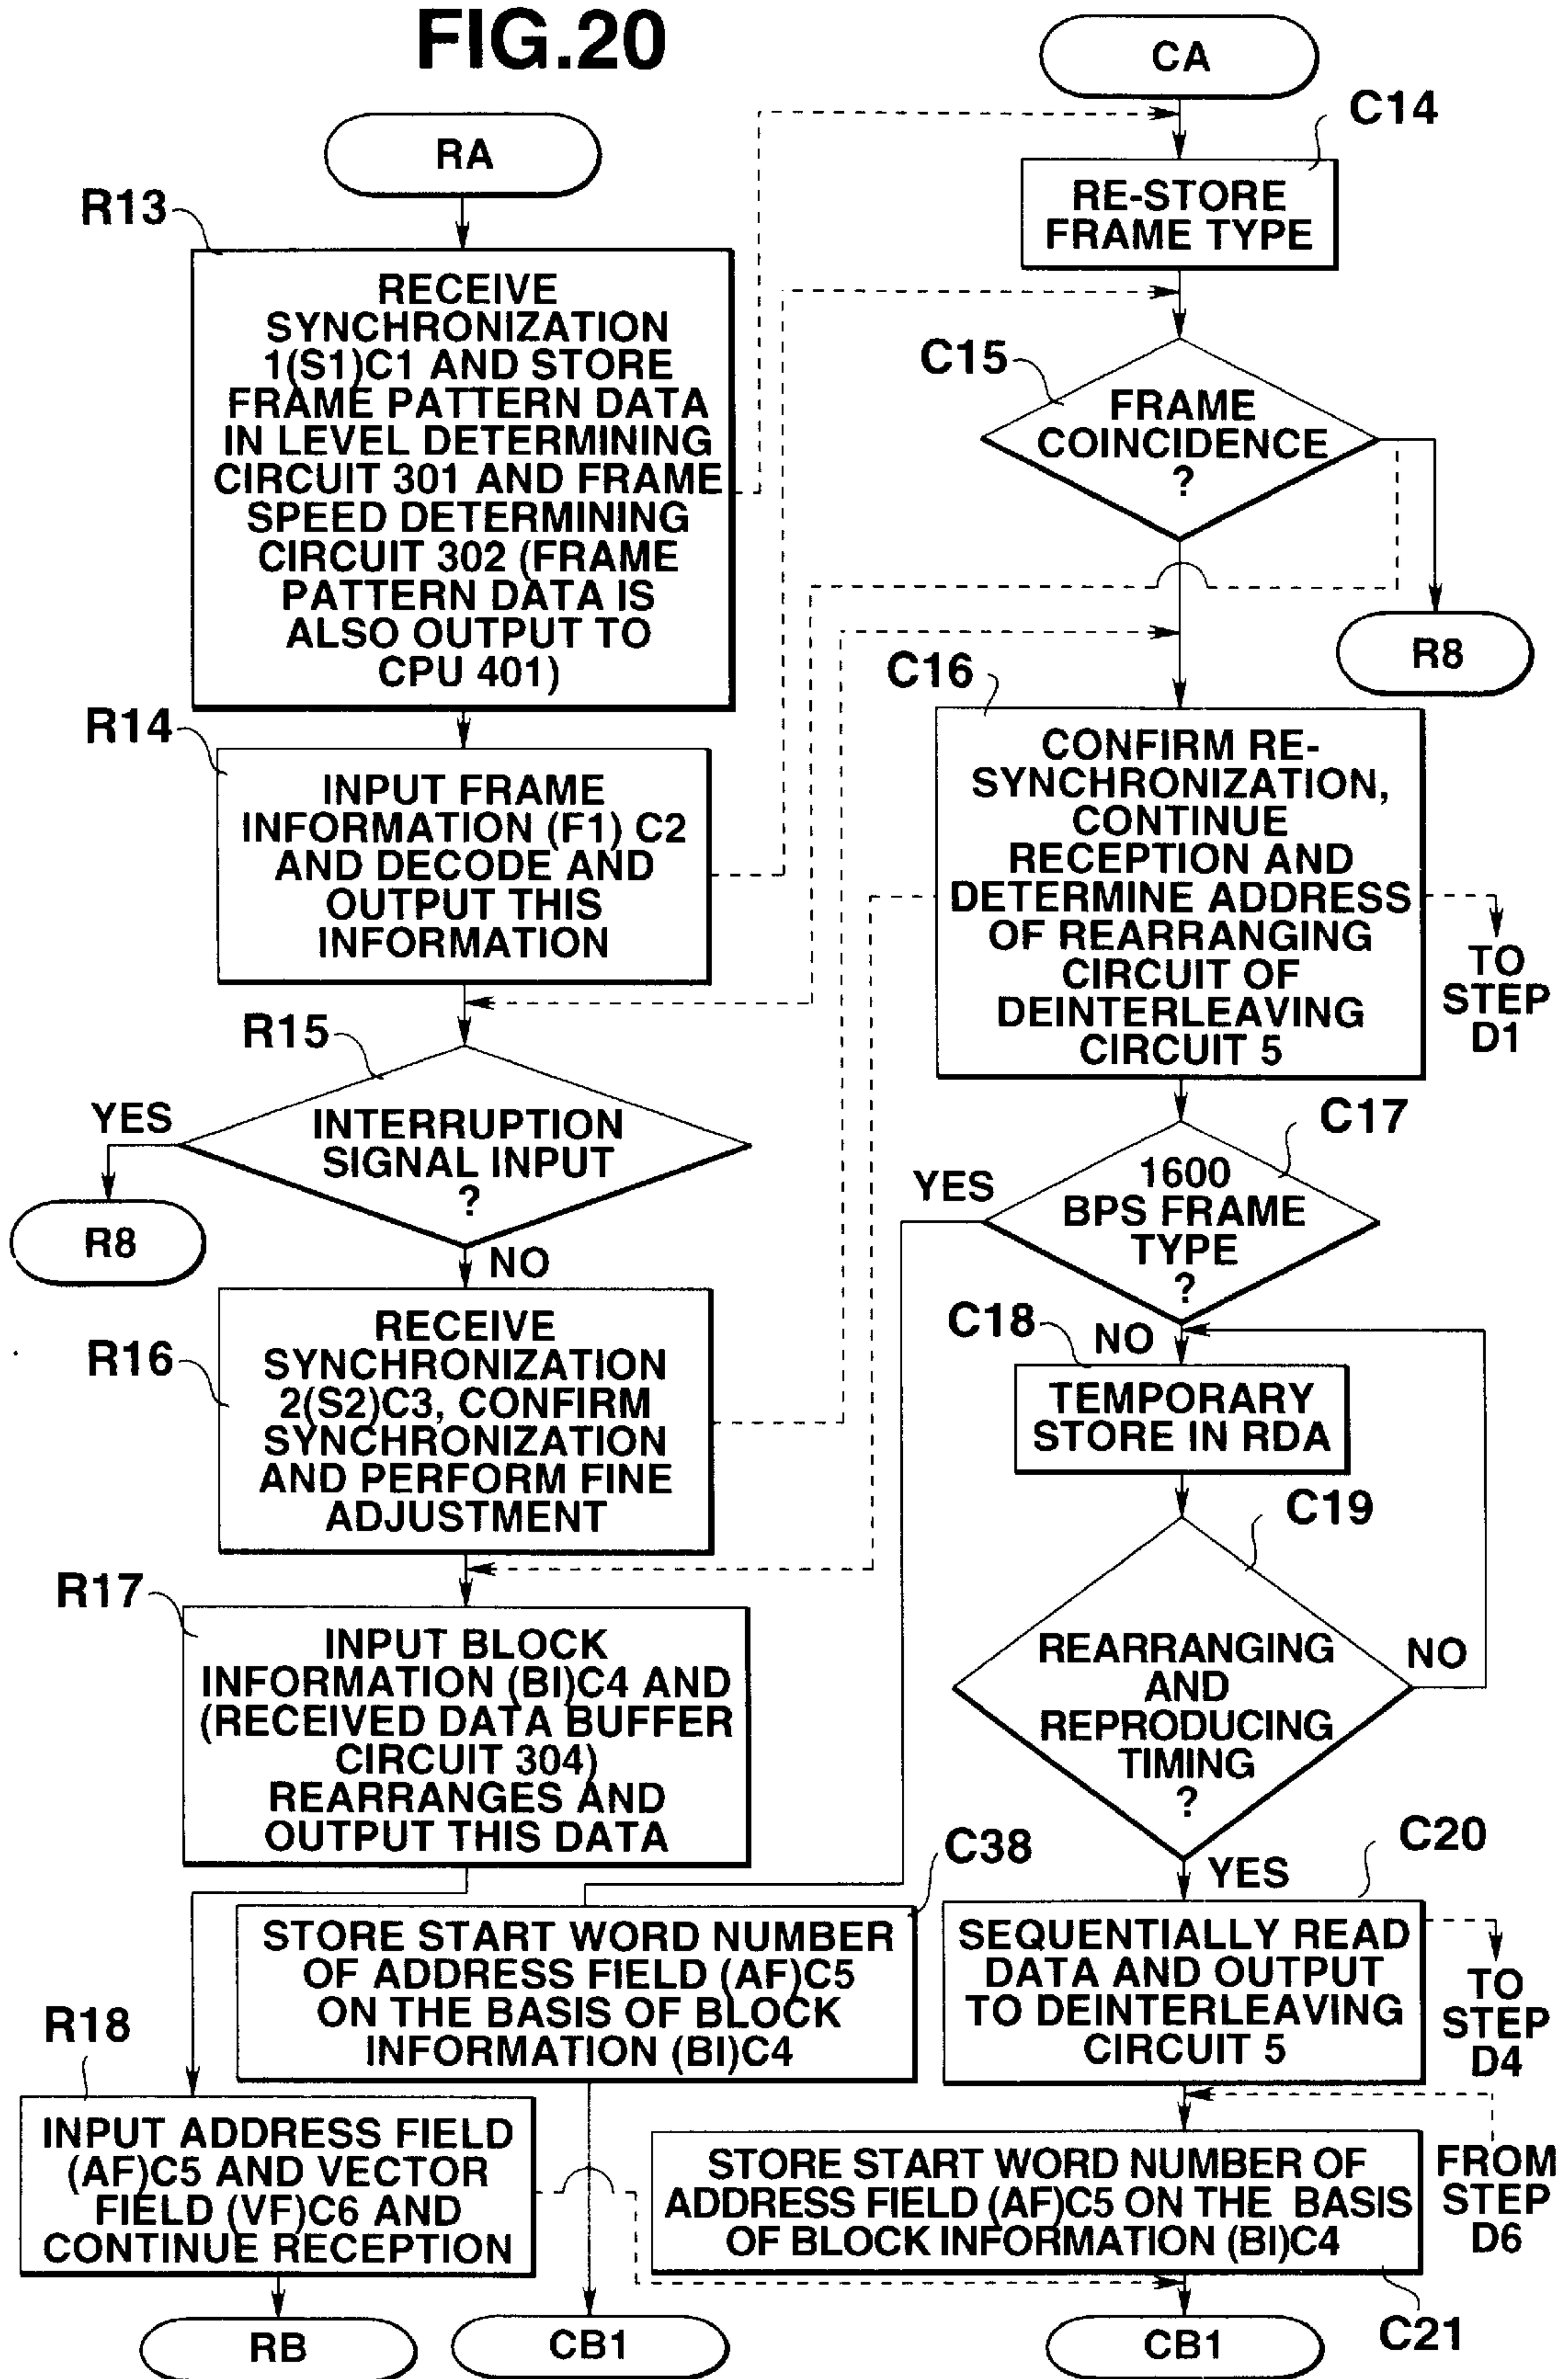 FIG.20
RA
R13
RECEIVE
SYNCHRONIZATION
1(S1)C1 AND STORE
FRAME PATTERN DATA
IN LEVEL DETERMINING
CIRCUIT 301 AND FRAME
SPEED DETERMINING
CIRCUIT 302 (FRAME
PATTERN DATA IS
ALSO OUTPUT TO
CPU 401)
R14
INPUT FRAME
INFORMATION (F1) C2
AND DECODE AND
OUTPUT THIS
INFORMATION
R15
YES
INTERRUPTION
SIGNAL INPUT
?
R8
NO
R16
RECEIVE
SYNCHRONIZATION
2(S2)C3, CONFIRM
SYNCHRONIZATION
AND PERFORM FINE
ADJUSTMENT
R17
INPUT BLOCK
INFORMATION (BI)C4 AND
(RECEIVED DATA BUFFER
CIRCUIT 304)
REARRANGES AND
OUTPUT THIS DATA
R18
INPUT ADDRESS FIELD
(AF)C5 AND VECTOR
FIELD (VF)C6 AND
CONTINUE RECEPTION
RB
CA
C14
RE-STORE
FRAME TYPE
C15
FRAME
COINCIDENCE
?
R8
C16
CONFIRM RE-
SYNCHRONIZATION,
CONTINUE
RECEPTION AND
DETERMINE ADDRESS
OF REARRANGING
CIRCUIT OF
DEINTERLEAVING
CIRCUIT 5
TO
STEP
D1
C17
YES
1600
BPS FRAME
TYPE
?
C18
NO
TEMPORARY
STORE IN RDA
C19
REARRANGING
AND
REPRODUCING
TIMING
?
NO
YES
C38
STORE START WORD NUMBER
OF ADDRESS FIELD (AF)C5
ON THE BASIS OF BLOCK
INFORMATION (BI)C4
CB1
C20
SEQUENTIALLY READ
DATA AND OUTPUT
TO DEINTERLEAVING
CIRCUIT 5
TO
STEP
D4
STORE START WORD NUMBER OF
ADDRESS FIELD (AF)C5 ON THE BASIS
OF BLOCK INFORMATION (BI)C4
FROM
STEP
D6
C21
CB1